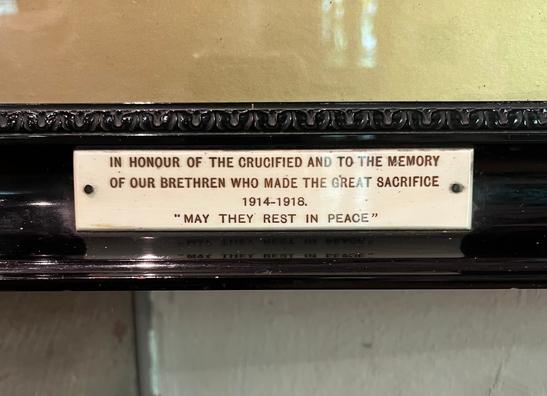 IN HONOUR OF THE CRUCIFIED AND TO THE MEMORY
OF OUR BRETHREN WHO MADE THE GREAT SACRIFICE
1914-1918.
"MAY THEY REST IN PEACE"